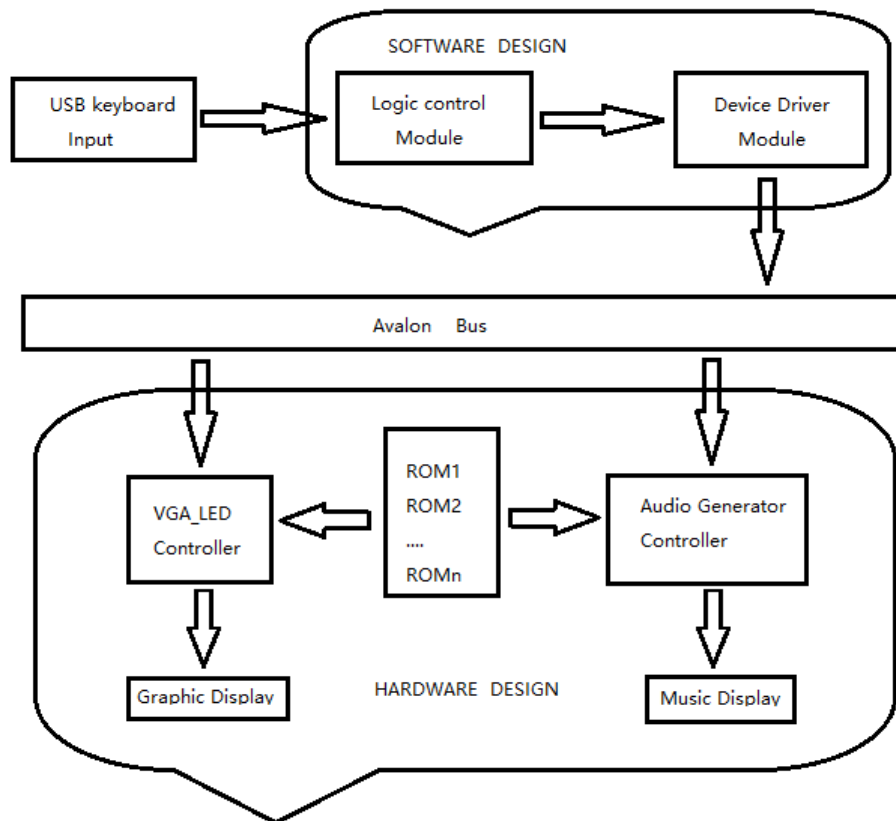 SOFTWARE DESIGN
USB keyboard
Input
Logic control
Module
Device Driver
Module
Avalon Bus
VGA_LED
Controller
ROM1
ROM2
....
ROMn
Audio Generator
Controller
Graphic Display
HARDWARE DESIGN
Music Display